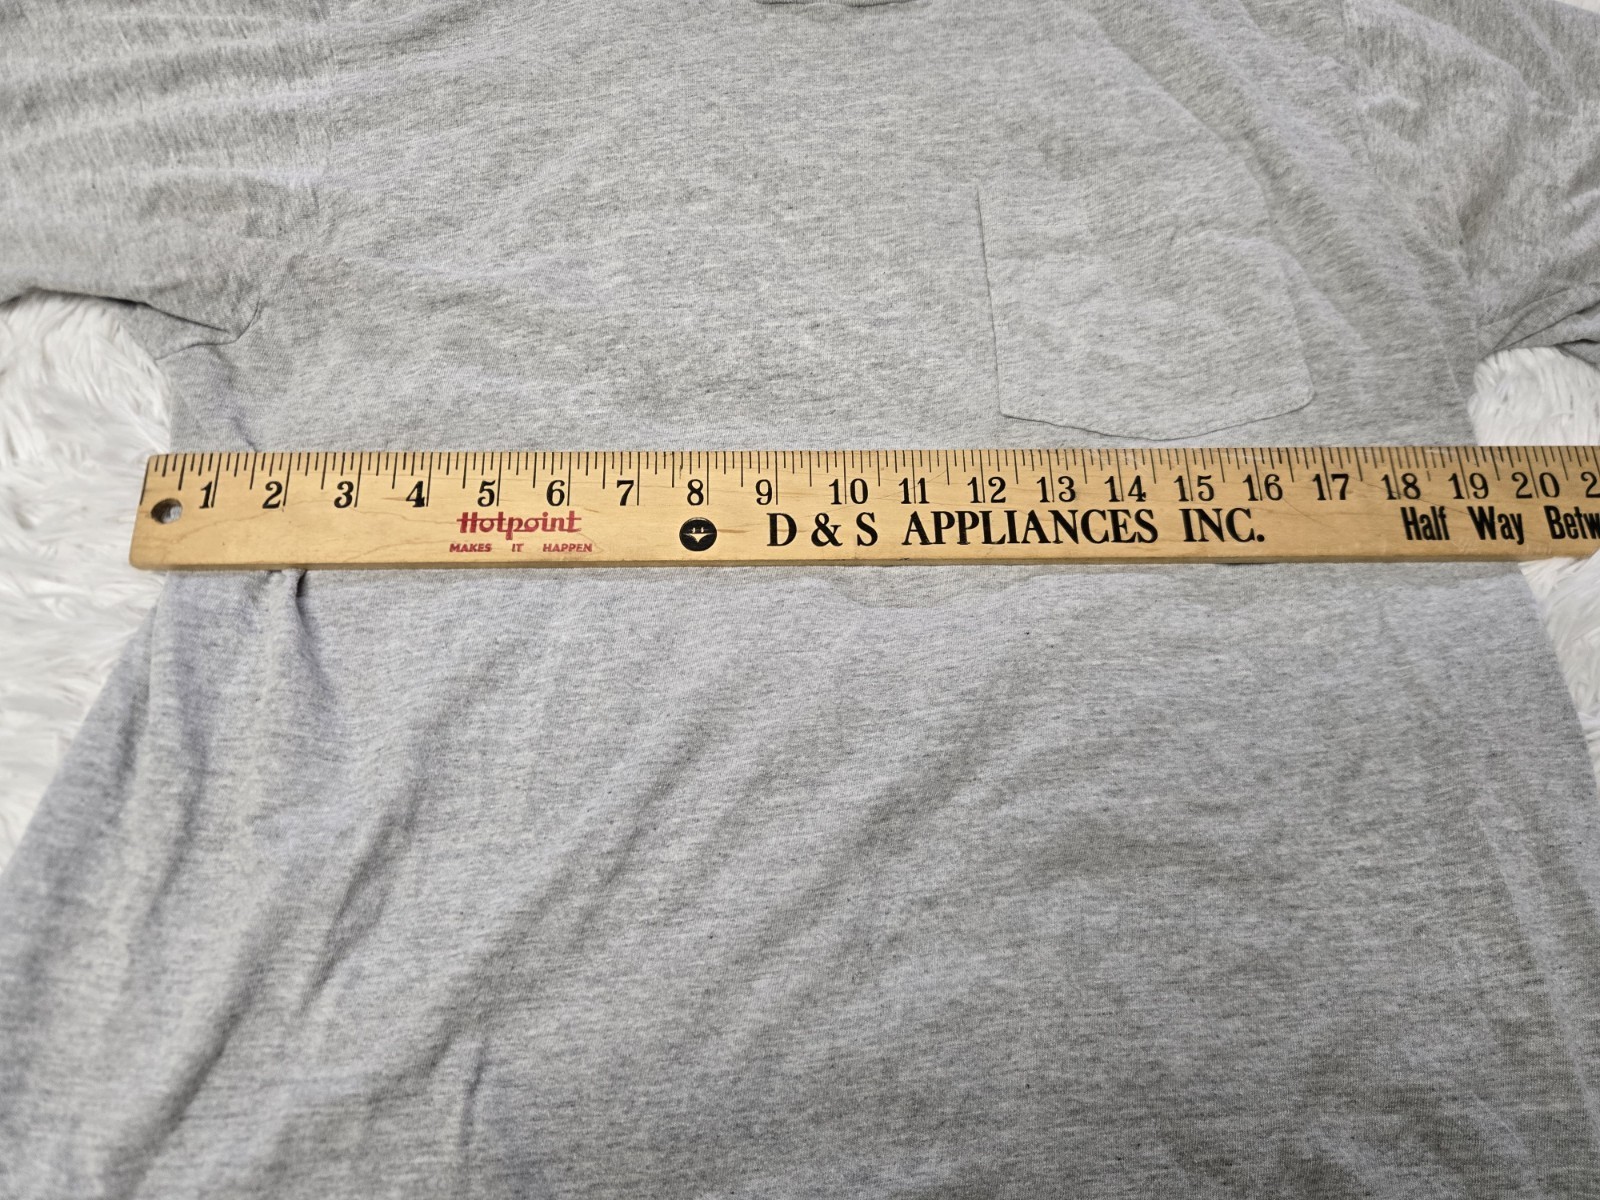 1 2 3 4 5 6 7 8 9 10 11 12 13 14 15 16 17 18 19 20
Hotpoint
MAKES IT HAPPEN
D & S APPLIANCES INC.
Half Way